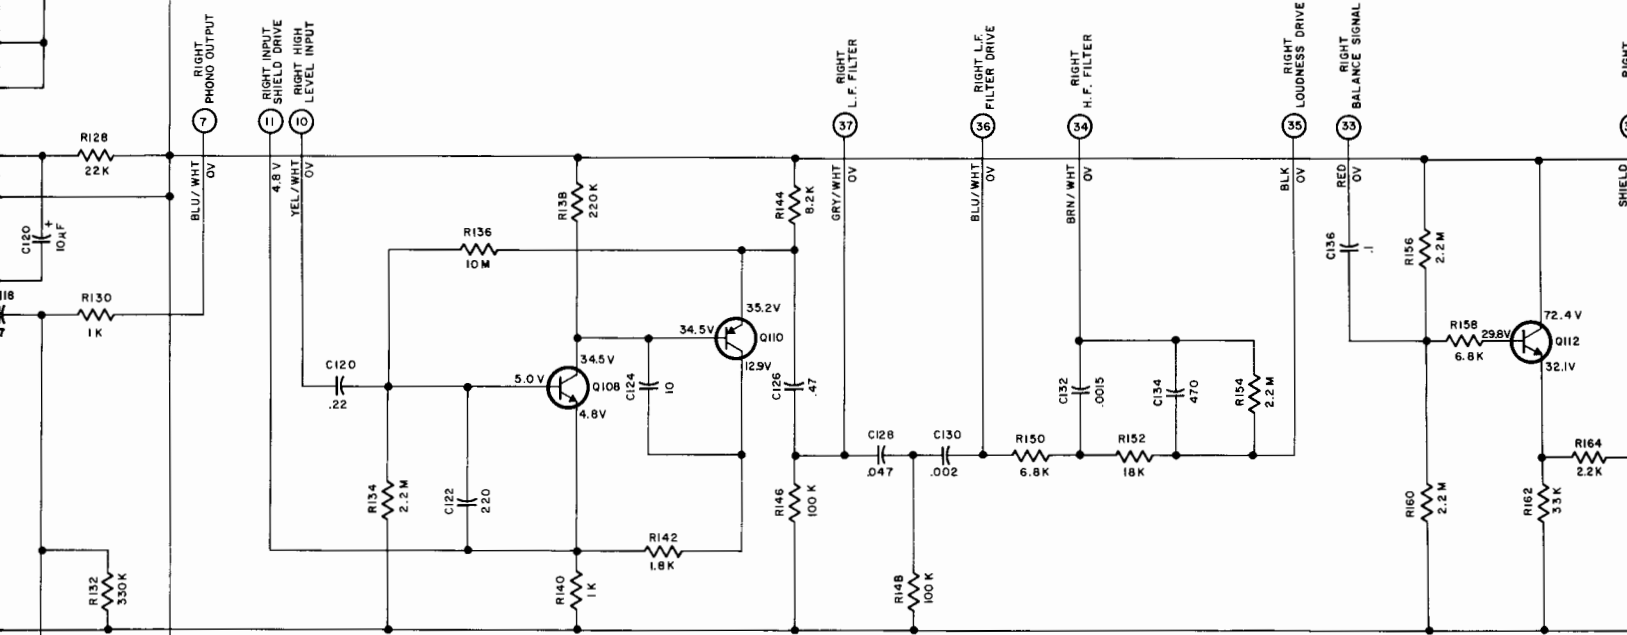 RIGHT
PHONO OUTPUT
7
BLU/WHT
0V
RIGHT INPUT
SHIELD DRIVE
11
4.8 V
RIGHT HIGH
LEVEL INPUT
10
YEL/WHT
0V
RIGHT
L.F. FILTER
37
GRY/WHT
0V
RIGHT L.F.
FILTER DRIVE
36
BLU/WHT
0V
RIGHT
H.F. FILTER
34
BRN/WHT
0V
RIGHT
LOUDNESS DRIVE
35
BLK
0V
RIGHT
BALANCE SIGNAL
33
RED
0V
RIGHT
SHIELD
R128
22K
C120
+
10µF
118
7
R130
1K
R132
330K
C120
.22
R136
10M
R134
2.2M
C122
220
R138
220K
5.0V
34.5V
Q108
4.8V
C124
10
R142
1.8K
R140
1K
R144
8.2K
34.5V
35.2V
Q110
12.9V
C126
.47
R146
100K
C128
.047
C130
.002
R148
100K
R150
6.8K
R152
18K
C132
.0015
C134
470
R154
2.2M
C136
.1
R156
2.2M
R158
6.8K
29.8V
72.4V
Q112
32.1V
R160
2.2M
R162
33K
R164
2.2K